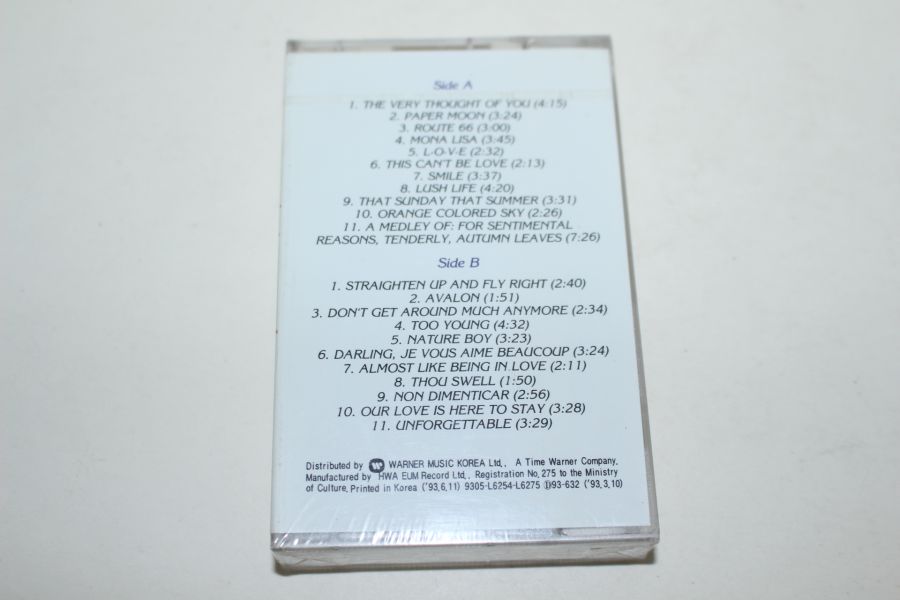 Side A
1. THE VERY THOUGHT OF YOU (4:15)
2. PAPER MOON (3:24)
3. ROUTE 66 (3:00)
4. MONA LISA (3:45)
5. L-O-V-E (2:32)
6. THIS CAN'T BE LOVE (2:13)
7. SMILE (3:37)
8. LUSH LIFE (4:20)
9. THAT SUNDAY THAT SUMMER (3:31)
10. ORANGE COLORED SKY (2:26)
11. A MEDLEY OF: FOR SENTIMENTAL
REASONS, TENDERLY, AUTUMN LEAVES (7:26)
Side B
1. STRAIGHTEN UP AND FLY RIGHT (2:40)
2. AVALON (1:51)
3. DON'T GET AROUND MUCH ANYMORE (2:34)
4. TOO YOUNG (4:32)
5. NATURE BOY (3:23)
6. DARLING, JE VOUS AIME BEAUCOUP (3:24)
7. ALMOST LIKE BEING IN LOVE (2:11)
8. THOU SWELL (1:50)
9. NON DIMENTICAR (2:56)
10. OUR LOVE IS HERE TO STAY (3:28)
11. UNFORGETTABLE (3:29)
Distributed by WARNER MUSIC KOREA Ltd., A Time Warner Company.
Manufactured by HWA EUM Record Ltd., Registration No. 275 to the Ministry
of Culture. Printed in Korea ('93.6.11) 9305-L6254-L6275 Ⓓ93-632 ('93.3.10)